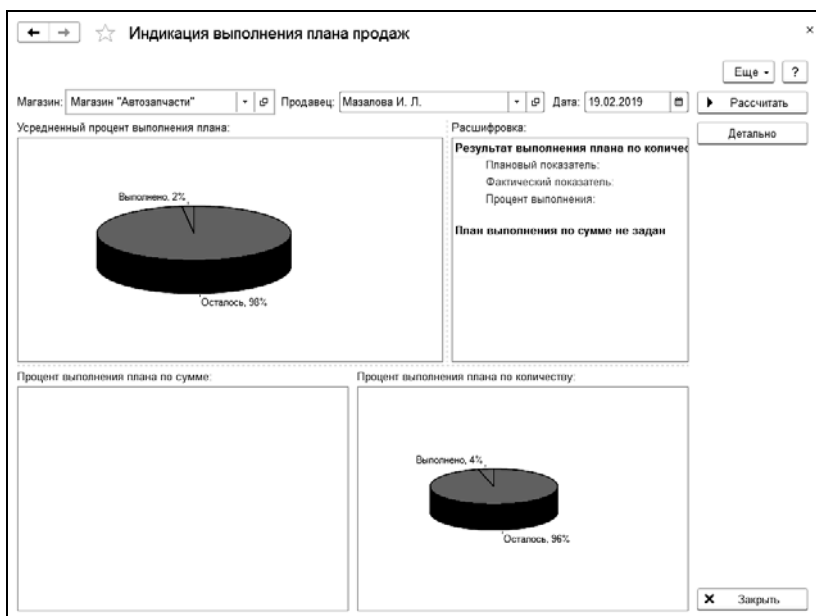 Индикация выполнения плана продаж
Еще
?
Магазин: Магазин "Автозапчасти" Продавец: Мазалова И. Л. Дата: 19.02.2019 Рассчитать
Детально
Усредненный процент выполнения плана:
Выполнено, 2%
Осталось, 98%
Расшифровка:
Результат выполнения плана по количес
Плановый показатель:
Фактический показатель:
Процент выполнения:
План выполнения по сумме не задан
Процент выполнения плана по сумме:
Процент выполнения плана по количеству:
Выполнено, 4%
Осталось, 96%
Закрыть